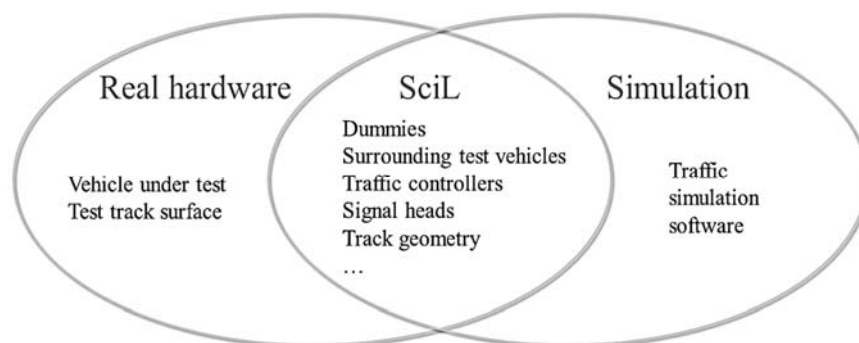 Real hardware
Vehicle under test
Test track surface
SciL
Dummies
Surrounding test vehicles
Traffic controllers
Signal heads
Track geometry
…
Simulation
Traffic
simulation
software